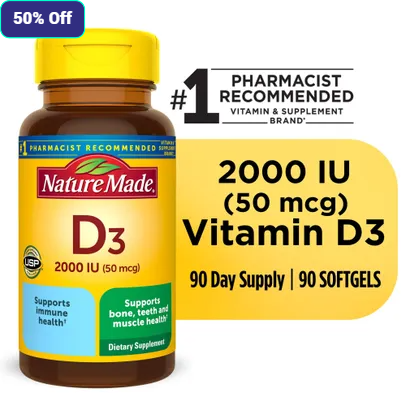 50% Off
#1 PHARMACIST RECOMMENDED
NatureMade®
D3
2000 IU (50 mcg)
USP
Supports
immune
health†
Supports
bone, teeth and
muscle health†
Dietary Supplement
#1
PHARMACIST
RECOMMENDED
VITAMIN & SUPPLEMENT
BRAND*
2000 IU
(50 mcg)
Vitamin D3
90 Day Supply | 90 SOFTGELS